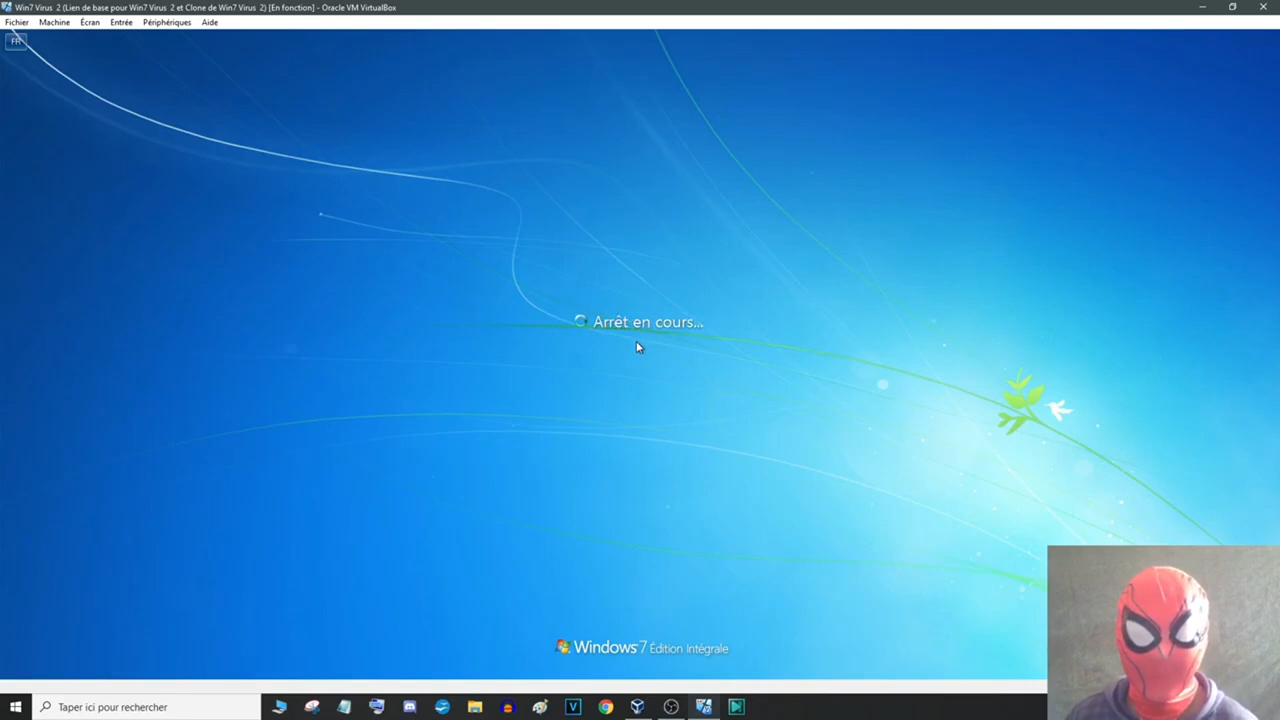 Win7 Virus 2 (Lien de base pour Win7 Virus 2 et Clone de Win7 Virus 2) [En fonction] - Oracle VM VirtualBox
Fichier Machine Écran Entrée Périphériques Aide
FR
Arrêt en cours...
Windows 7 Édition Intégrale
Taper ici pour rechercher
V